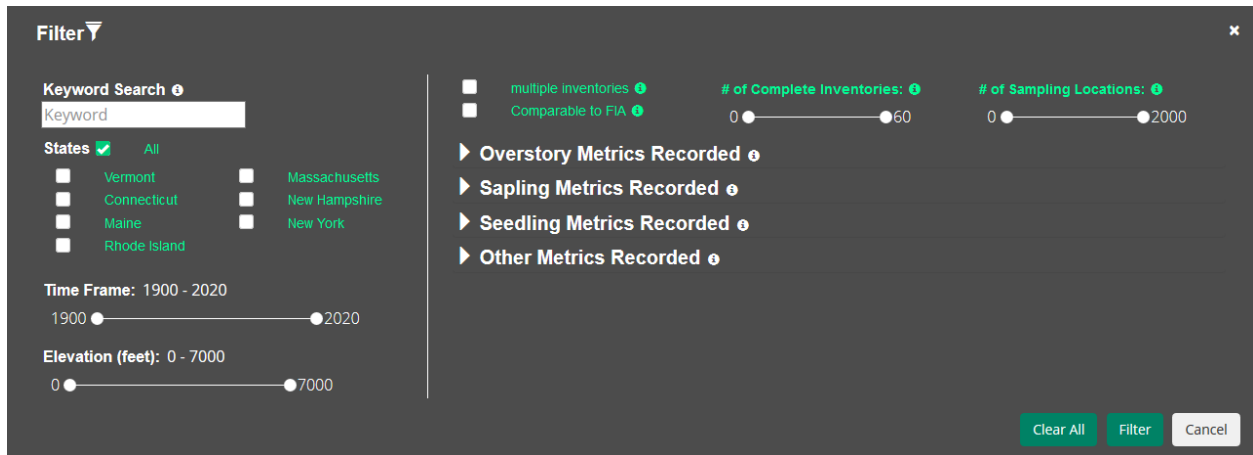 Filter
Keyword Search
Keyword
States All
Vermont Massachusetts
Connecticut New Hampshire
Maine New York
Rhode Island
Time Frame: 1900 - 2020
1900 2020
Elevation (feet): 0 - 7000
0 7000
multiple inventories
Comparable to FIA
# of Complete Inventories:
0 60
# of Sampling Locations:
0 2000
Overstory Metrics Recorded
Sapling Metrics Recorded
Seedling Metrics Recorded
Other Metrics Recorded
Clear All Filter Cancel